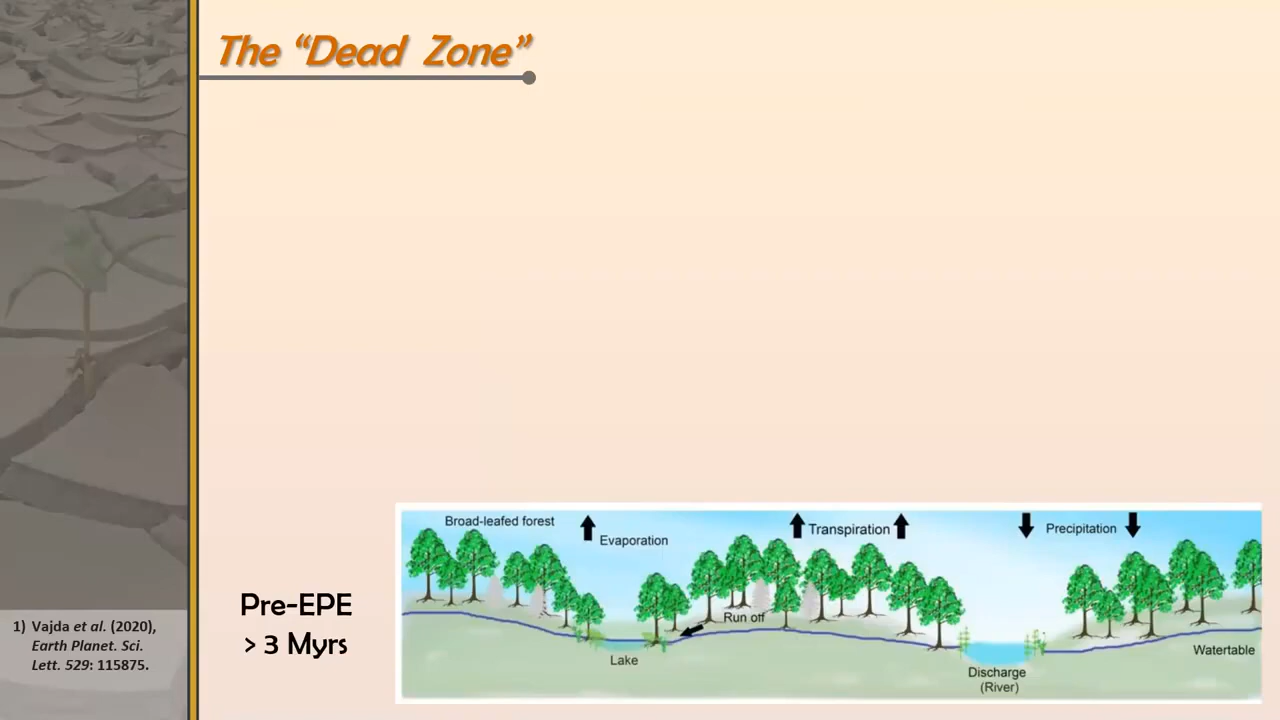 The “Dead Zone”
Broad-leafed forest
Evaporation
Transpiration
Precipitation
Run off
Lake
Discharge
(River)
Watertable
Pre-EPE
> 3 Myrs
1) Vajda et al. (2020),
Earth Planet. Sci.
Lett. 529: 115875.